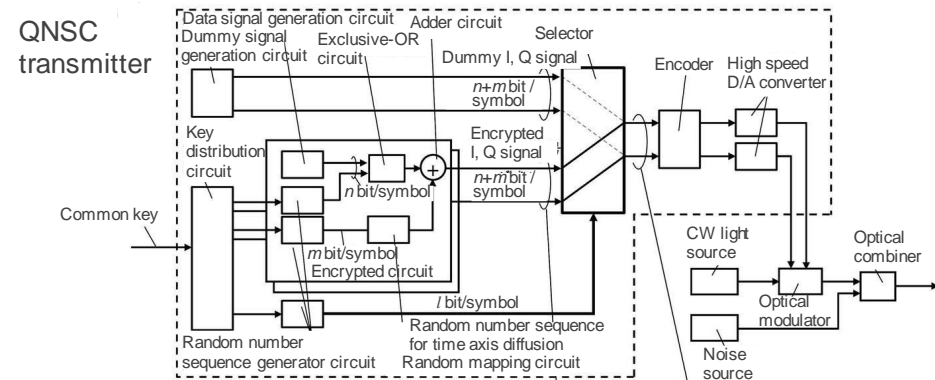 QNSC
transmitter
Data signal generation circuit
Dummy signal
generation circuit
Exclusive-OR
circuit
Adder circuit
Dummy I, Q signal
n+m bit /
symbol
Selector
Encoder
High speed
D/A converter
Key
distribution
circuit
Encrypted
I, Q signal
n+m bit/
symbol
n bit/symbol
Common key
m bit/symbol
Encrypted circuit
l bit/symbol
CW light
source
Optical
combiner
Optical
modulator
Random number
sequence generator circuit
Random number sequence
for time axis diffusion
Random mapping circuit
Noise
source